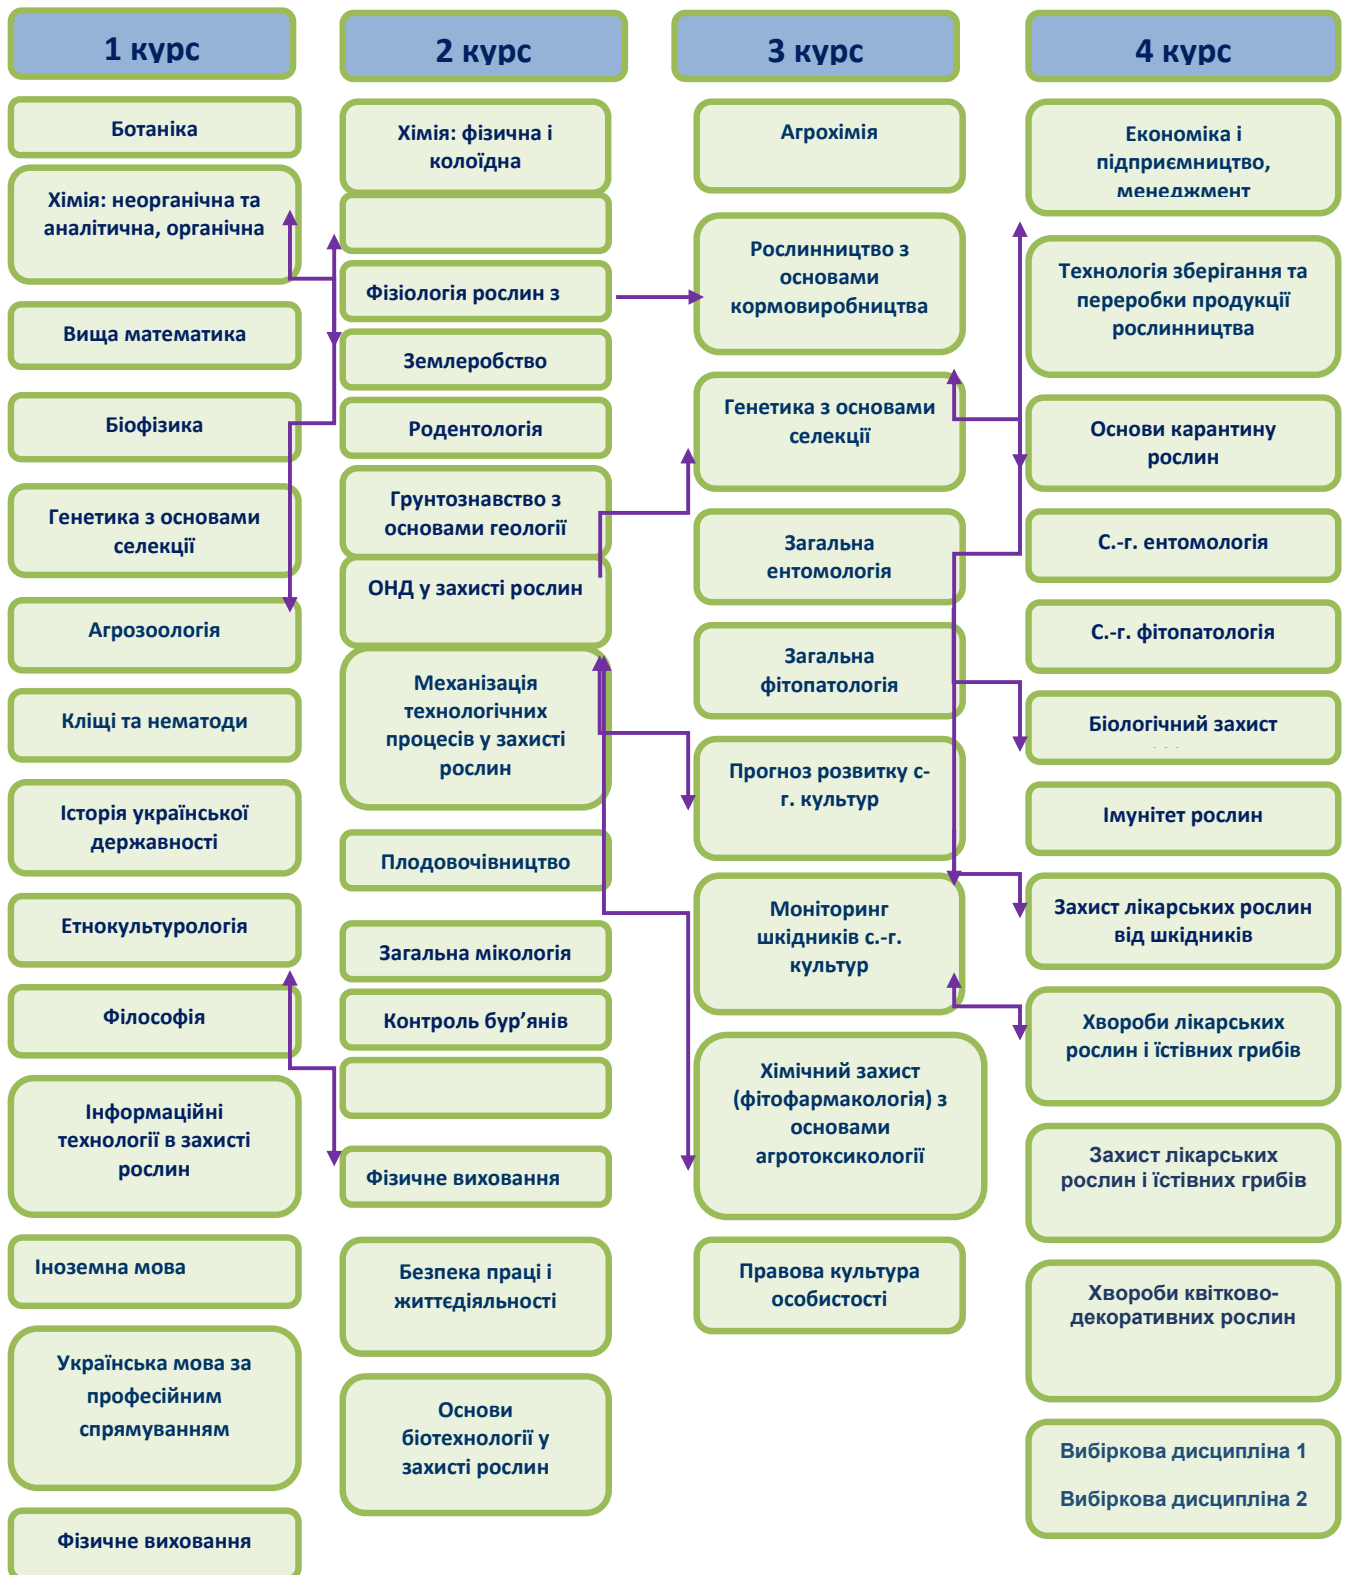 1 курс
2 курс
3 курс
4 курс
Ботаніка
Хімія: неорганічна та
аналітична, органічна
Вища математика
Біофізика
Генетика з основами
селекції
Агрозоологія
Кліщі та нематоди
Історія української
державності
Етнокультурологія
Філософія
Інформаційні
технології в захисті
рослин
Іноземна мова
Українська мова за
професійним
спрямуванням
Фізичне виховання
Хімія: фізична і
колоїдна
Фізіологія рослин з
Землеробство
Родентологія
Грунтознавство з
основами геології
ОНД у захисті рослин
Механізація
технологічних
процесів у захисті
рослин
Плодовочівництво
Загальна мікологія
Контроль бур’янів
Фізичне виховання
Безпека праці і
життєдіяльності
Основи
біотехнології у
захисті рослин
Агрохімія
Рослинництво з
основами
кормовиробництва
Генетика з основами
селекції
Загальна
ентомологія
Загальна
фітопатологія
Прогноз розвитку с-
г. культур
Моніторинг
шкідників с.-г.
культур
Хімічний захист
(фітофармакологія) з
основами
агротоксикології
Правова культура
особистості
Економіка і
підприємництво,
менеджмент
Технологія зберігання та
переробки продукції
рослинництва
Основи карантину
рослин
С.-г. ентомологія
С.-г. фітопатологія
Біологічний захист
Імунітет рослин
Захист лікарських рослин
від шкідників
Хвороби лікарських
рослин і їстівних грибів
Захист лікарських
рослин і їстівних грибів
Хвороби квітково-
декоративних рослин
Вибіркова дисципліна 1
Вибіркова дисципліна 2